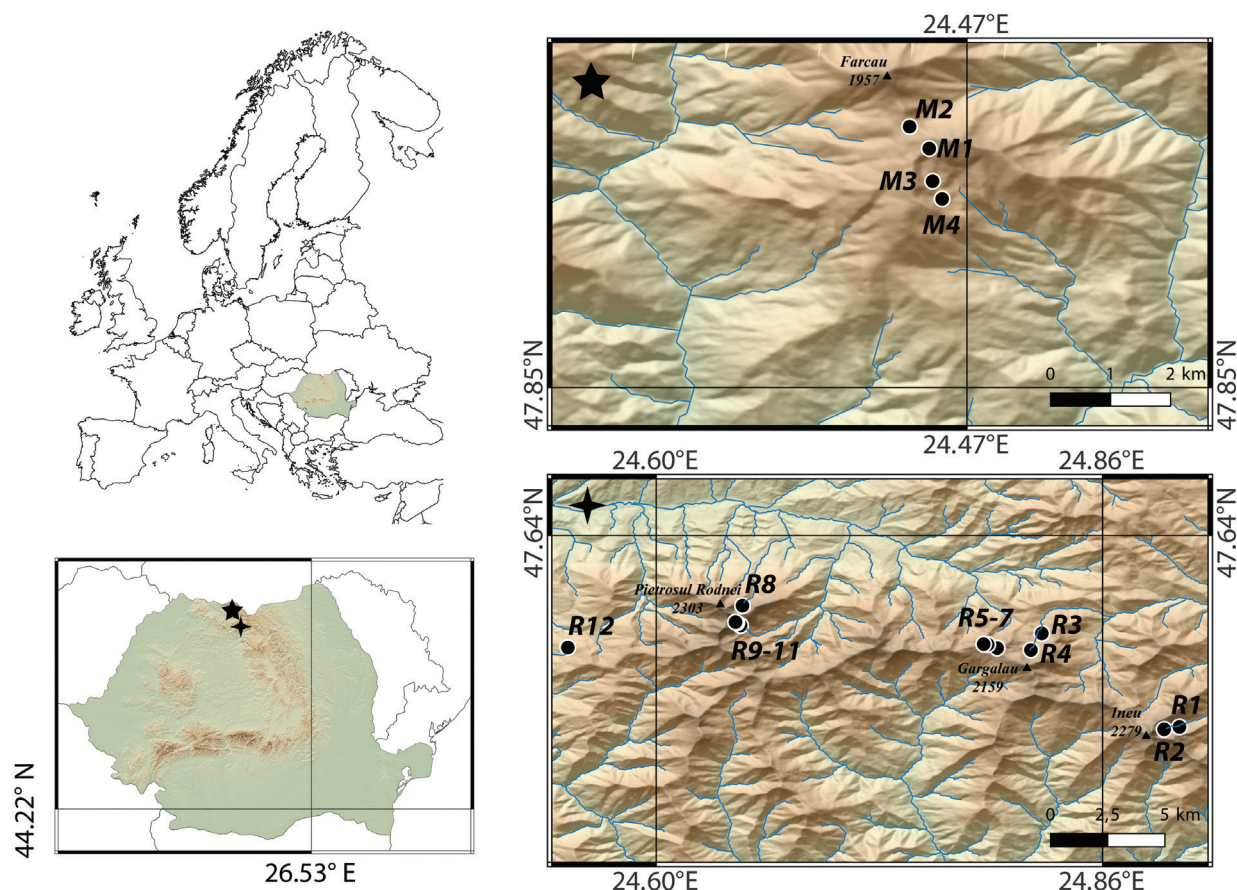 24.47°E
Farcau
1957
M2
M1
M3
M4
47.85°N
47.85°N
0 1 2 km
24.47°E
24.60°E
24.86°E
47.64°N
47.64°N
Pietrosul Rodnei
2303
R8
R12
R9-11
R5-7
R3
R4
Gargalau
2159
Ineu
2279
R1
R2
0 2,5 5 km
24.60°E
24.86°E
44.22° N
26.53° E